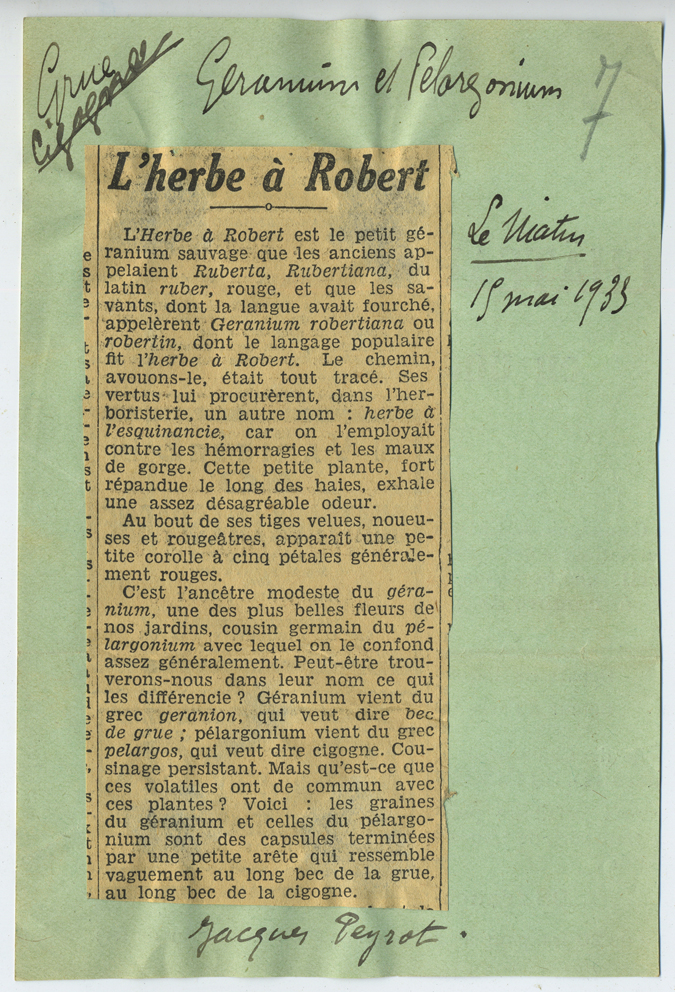 Grue
Cigogne
Géranium et Pélargonium
7
L'herbe à Robert
Le Matin
15 mai 1933
L'Herbe à Robert est le petit gé-
ranium sauvage que les anciens ap-
pelaient Ruberta, Rubertiana, du
latin ruber, rouge, et que les sa-
vants, dont la langue avait fourché,
appelèrent Geranium robertiana ou
robertin, dont le langage populaire
fit l'herbe à Robert. Le chemin,
avouons-le, était tout tracé. Ses
vertus lui procurèrent, dans l'her-
boristerie, un autre nom : herbe à
l'esquinancie, car on l'employait
contre les hémorragies et les maux
de gorge. Cette petite plante, fort
répandue le long des haies, exhale
une assez désagréable odeur.
Au bout de ses tiges velues, noueu-
ses et rougeâtres, apparaît une pe-
tite corolle à cinq pétales générale-
ment rouges.
C'est l'ancêtre modeste du géra-
nium, une des plus belles fleurs de
nos jardins, cousin germain du pé-
largonium avec lequel on le confond
assez généralement. Peut-être trou-
verons-nous dans leur nom ce qui
les différencie ? Géranium vient du
grec geranion, qui veut dire bec
de grue ; pélargonium vient du grec
pelargos, qui veut dire cigogne. Cou-
sinage persistant. Mais qu'est-ce que
ces volatiles ont de commun avec
ces plantes ? Voici : les graines
du géranium et celles du pélargo-
nium sont des capsules terminées
par une petite arête qui ressemble
vaguement au long bec de la grue,
au long bec de la cigogne.
Jacques Peyrot.